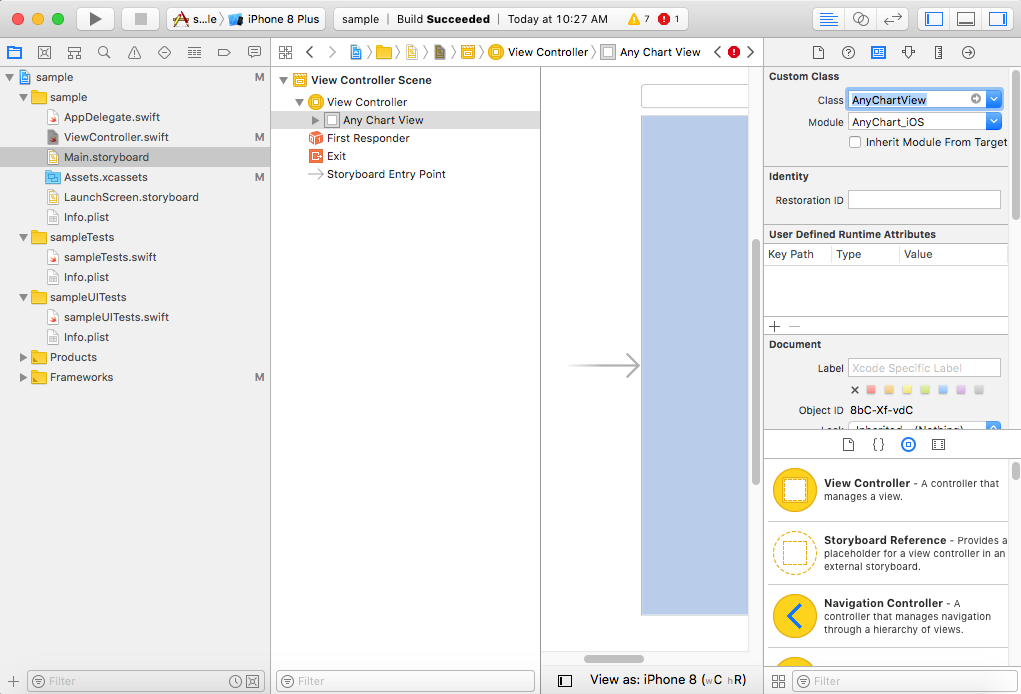 s...le iPhone 8 Plus
sample Build Succeeded Today at 10:27 AM 7 1
View Controller Any Chart View
sample M
sample
AppDelegate.swift
ViewController.swift M
Main.storyboard
Assets.xcassets M
LaunchScreen.storyboard
Info.plist
sampleTests
sampleTests.swift
Info.plist
sampleUITests
sampleUITests.swift
Info.plist
Products
Frameworks M
Filter
View Controller Scene
View Controller
Any Chart View
First Responder
Exit
Storyboard Entry Point
Filter
View as: iPhone 8 (wC hR)
Custom Class
Class AnyChartView
Module AnyChart_iOS
Inherit Module From Target
Identity
Restoration ID
User Defined Runtime Attributes
Key Path Type Value
Document
Label Xcode Specific Label
Object ID 8bC-Xf-vdC
Lock Inherited - (Nothing)
{}
View Controller - A controller that
manages a view.
Storyboard Reference - Provides a
placeholder for a view controller in an
external storyboard.
Navigation Controller - A
controller that manages navigation
through a hierarchy of views.
Filter